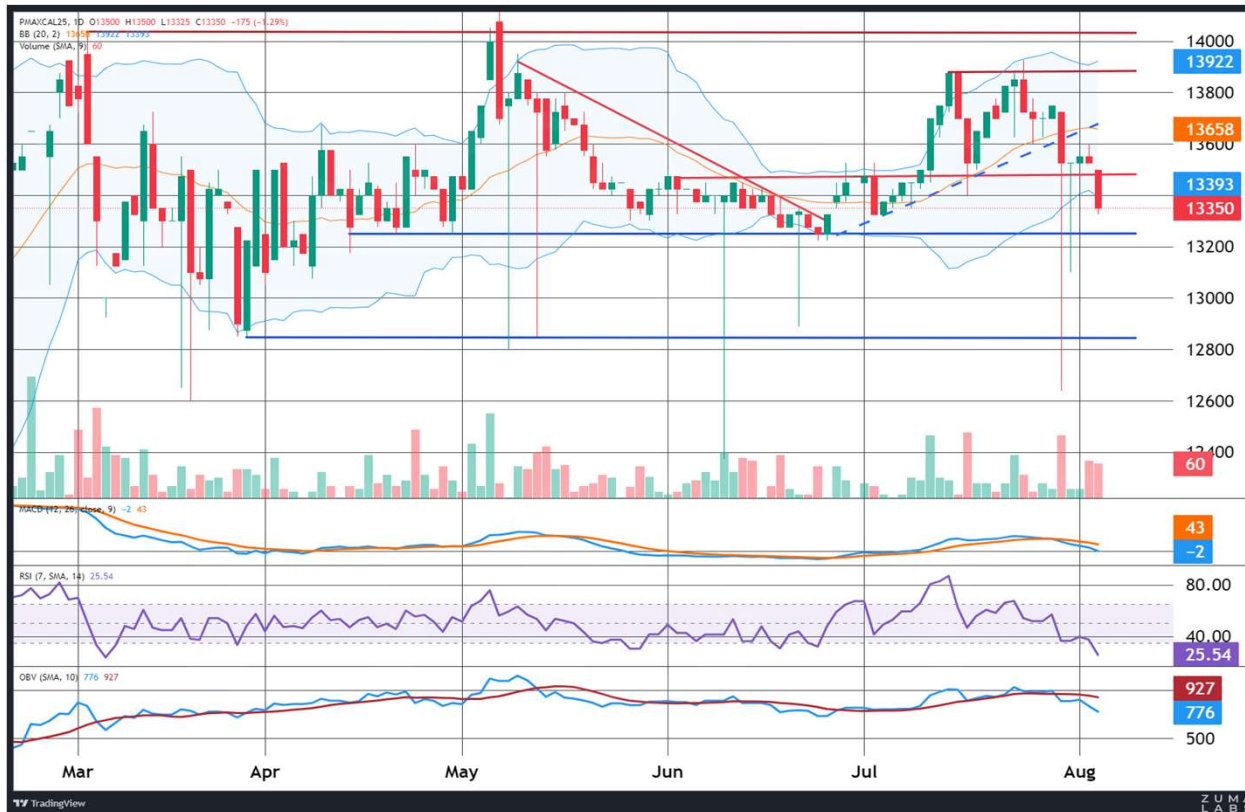 PMAXCAL25, 1D O13500 H13500 L13325 C13350 −175 (−1.29%)
BB (20, 2) 13658 13922 13393
Volume (SMA, 9) 60
14000
13922
13800
13658
13600
13393
13350
13200
13000
12800
12600
12400
60
MACD (12, 26, close, 9) −2 43
43
−2
RSI (7, SMA, 14) 25.54
80.00
40.00
25.54
OBV (SMA, 10) 776 927
927
776
500
Mar Apr May Jun Jul Aug
TradingView
ZUMA
LABS